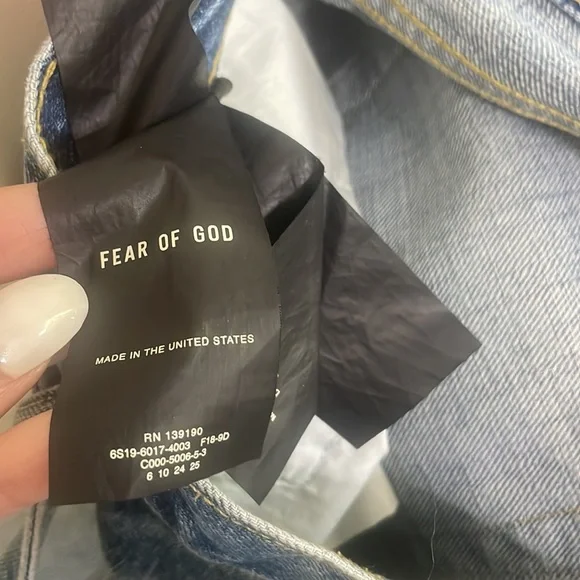 FEAR OF GOD
MADE IN THE UNITED STATES
RN 139190
6S19-6017-4003 F18-9D
C000-5006-5-3
6 10 24 25